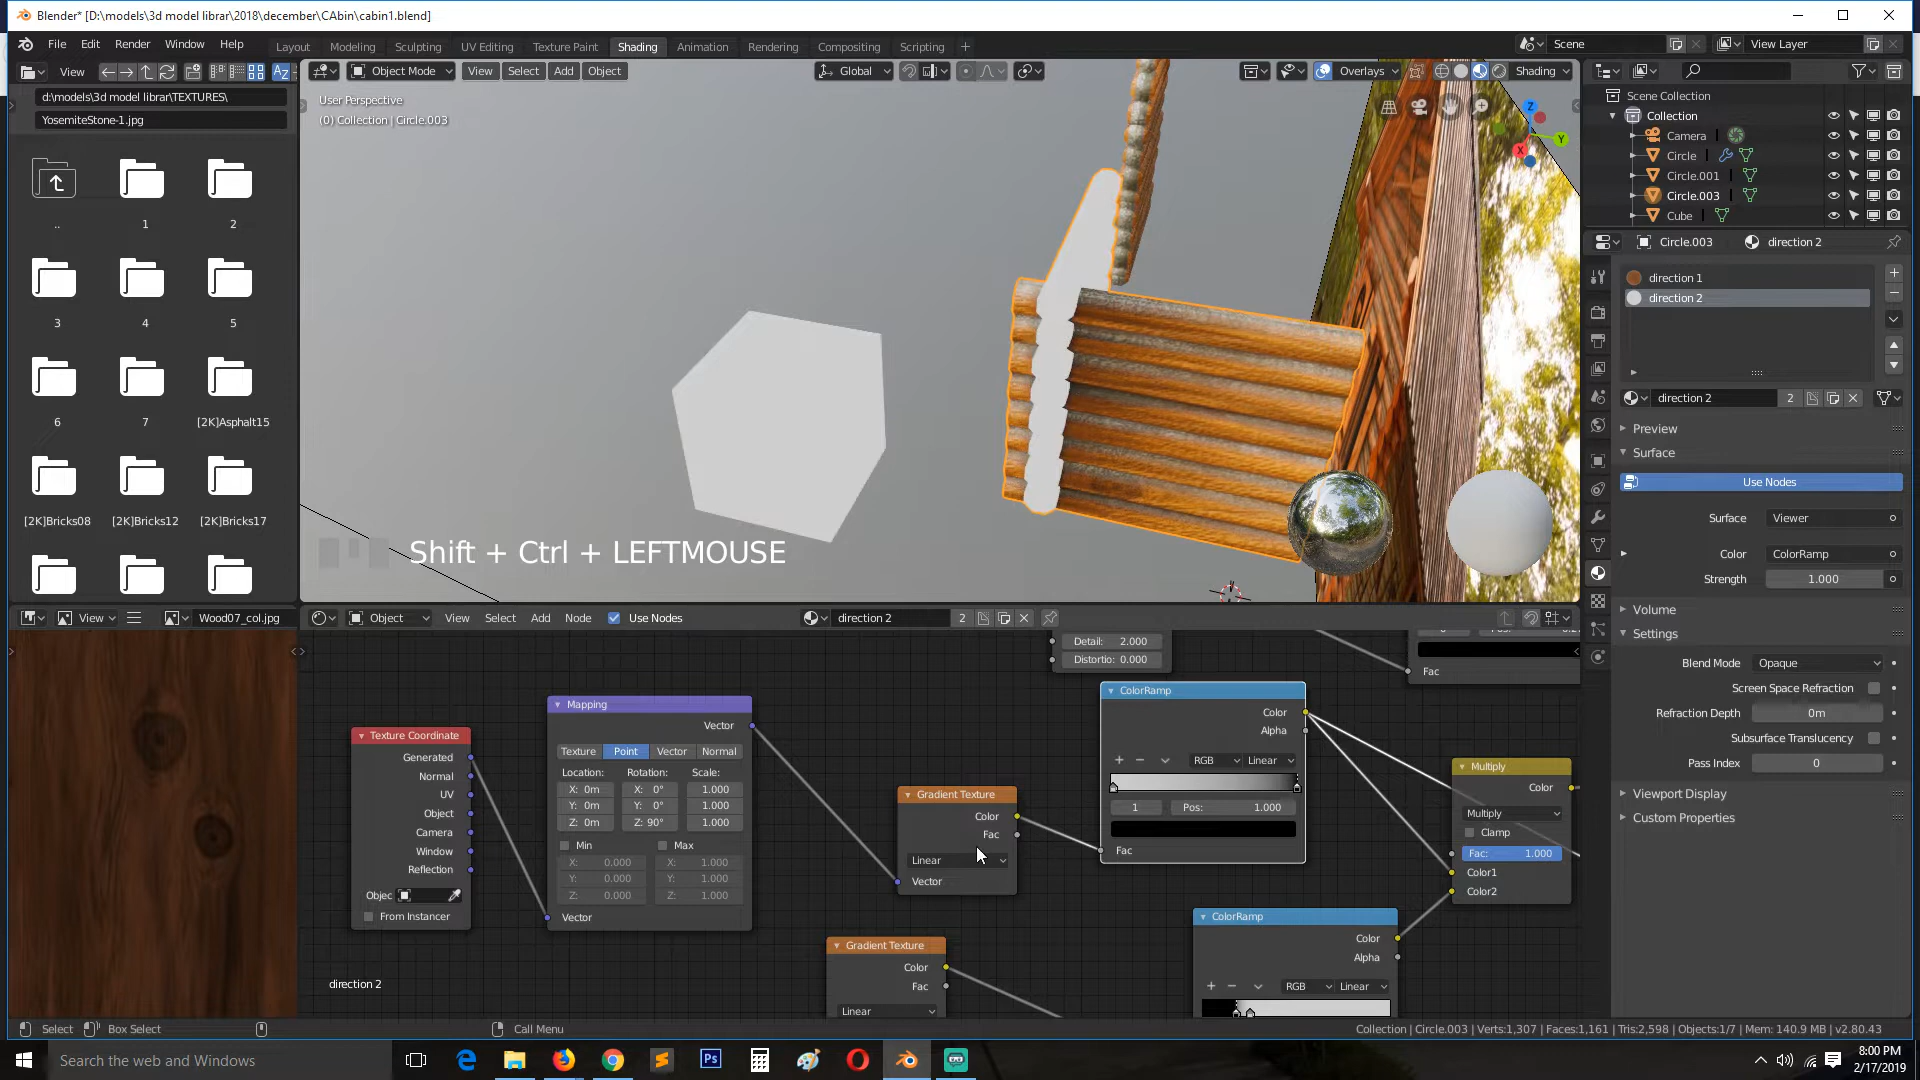 Blender* [D:\models\3d model librar\2018\december\CAbin\cabin1.blend]
File Edit Render Window Help Layout Modeling Sculpting UV Editing Texture Paint Shading Animation Rendering Compositing Scripting + Scene View Layer
View Object Mode View Select Add Object Global Overlays Shading
d:\models\3d model librar\TEXTURES\
YosemiteStone-1.jpg
User Perspective
(0) Collection | Circle.003
..
1
2
3
4
5
6
7
[2K]Asphalt15
[2K]Bricks08
[2K]Bricks12
[2K]Bricks17
Z
Y
X
Shift + Ctrl + LEFTMOUSE
Scene Collection
Collection
Camera
Circle
Circle.001
Circle.003
Cube
Circle.003 direction 2
direction 1
direction 2
direction 2 2
Preview
Surface
Use Nodes
Surface Viewer
Color ColorRamp
Strength 1.000
Volume
Settings
Blend Mode Opaque
Screen Space Refraction
Refraction Depth 0m
Subsurface Translucency
Pass Index 0
Viewport Display
Custom Properties
View Wood07_col.jpg
Object View Select Add Node Use Nodes direction 2 2
Detail: 2.000
Distortio: 0.000
Fac
Texture Coordinate
Generated
Normal
UV
Object
Camera
Window
Reflection
Objec
From Instancer
Mapping
Vector
Texture Point Vector Normal
Location: Rotation: Scale:
X: 0m X: 0° 1.000
Y: 0m Y: 0° 1.000
Z: 0m Z: 90° 1.000
Min Max
X: 0.000 X: 1.000
Y: 0.000 Y: 1.000
Z: 0.000 Z: 1.000
Vector
Gradient Texture
Color
Fac
Linear
Vector
Gradient Texture
Color
Fac
Linear
ColorRamp
Color
Alpha
RGB Linear
1 Pos: 1.000
Fac
ColorRamp
Color
Alpha
RGB Linear
Multiply
Color
Multiply
Clamp
Fac: 1.000
Color1
Color2
direction 2
Select Box Select Call Menu Collection | Circle.003 | Verts:1,307 | Faces:1,161 | Tris:2,598 | Objects:1/7 | Mem: 140.9 MB | v2.80.43
Search the web and Windows
Ps
8:00 PM
2/17/2019